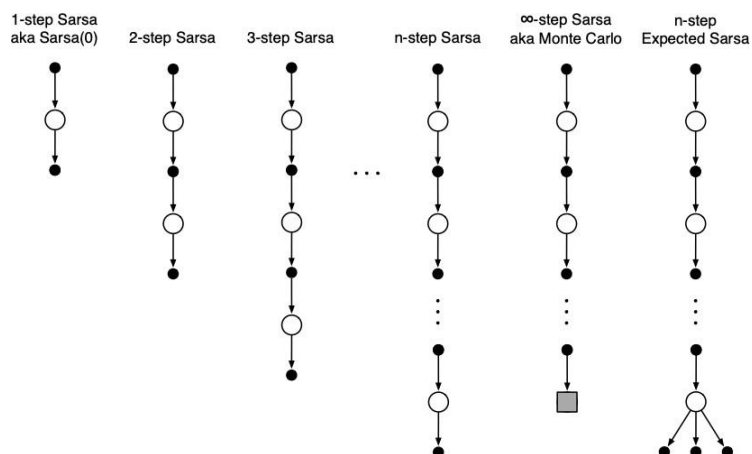 1-step Sarsa
aka Sarsa(0)
2-step Sarsa
3-step Sarsa
n-step Sarsa
∞-step Sarsa
aka Monte Carlo
n-step
Expected Sarsa